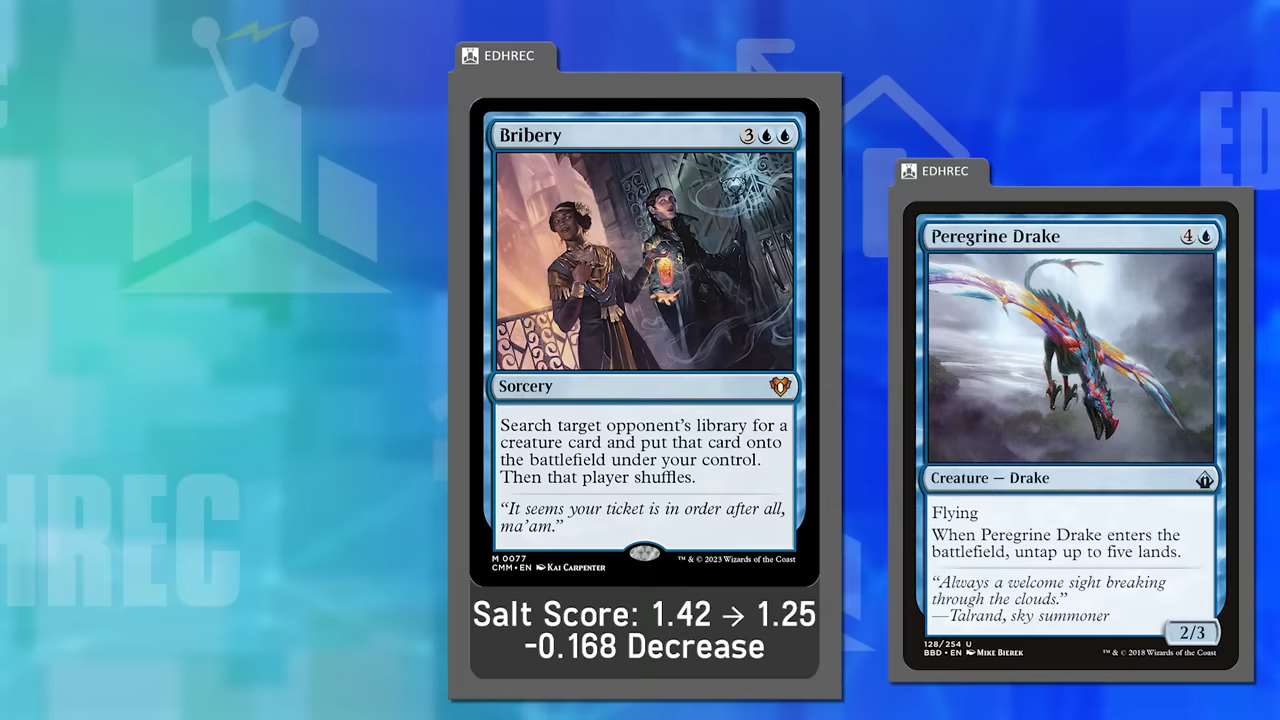 EDHREC
Bribery
3
Sorcery
Search target opponent's library for a
creature card and put that card onto
the battlefield under your control.
Then that player shuffles.
“It seems your ticket is in order after all,
ma'am.”
M 0077
CMM • EN Kai Carpenter
™ & © 2023 Wizards of the Coast
Salt Score: 1.42 → 1.25
-0.168 Decrease
EDHREC
Peregrine Drake
4
Creature — Drake
Flying
When Peregrine Drake enters the
battlefield, untap up to five lands.
“Always a welcome sight breaking
through the clouds.”
—Talrand, sky summoner
2/3
128/254 U
BBD • EN Mike Bierek
™ & © 2018 Wizards of the Coast
HREC
ED